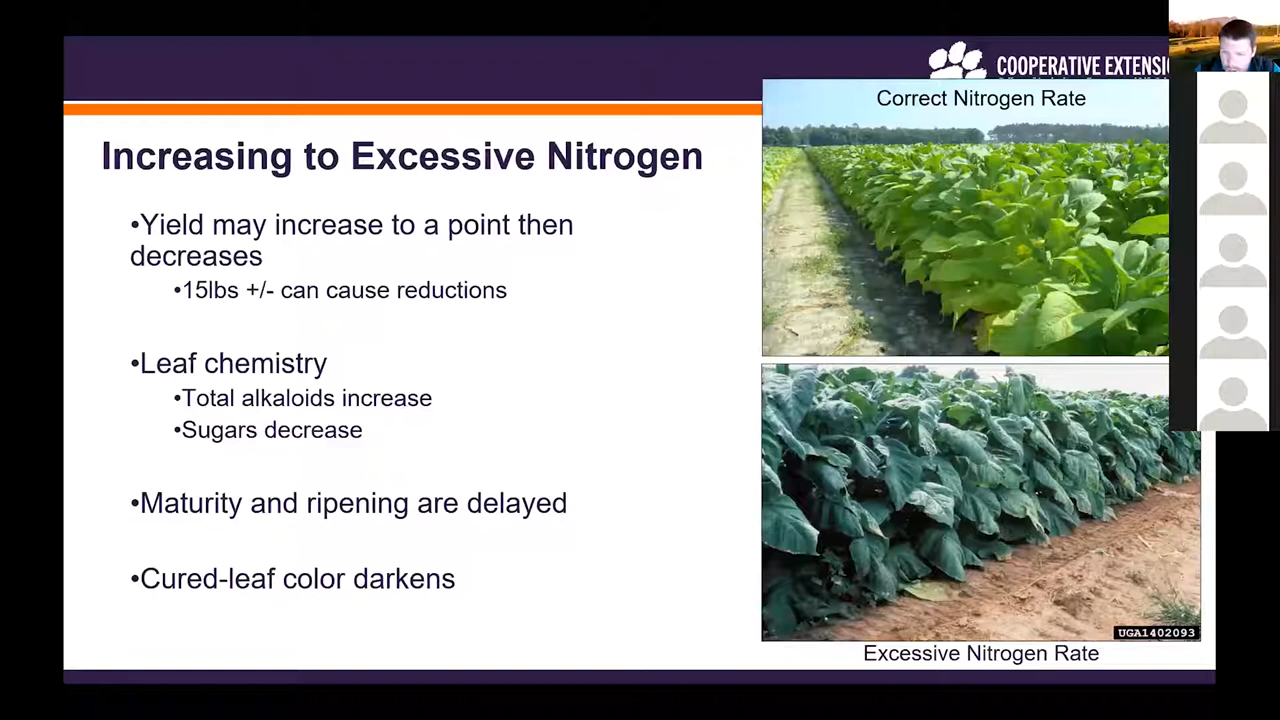 COOPERATIVE EXTENSI
Correct Nitrogen Rate
Increasing to Excessive Nitrogen
•Yield may increase to a point then
decreases
•15lbs +/- can cause reductions
•Leaf chemistry
•Total alkaloids increase
•Sugars decrease
•Maturity and ripening are delayed
•Cured-leaf color darkens
UGA1402093
Excessive Nitrogen Rate